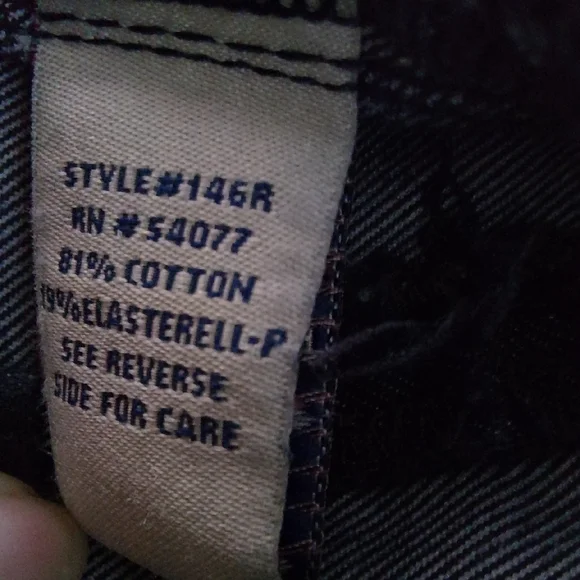 STYLE#146R
RN #54077
81% COTTON
19%ELASTERELL-P
SEE REVERSE
SIDE FOR CARE